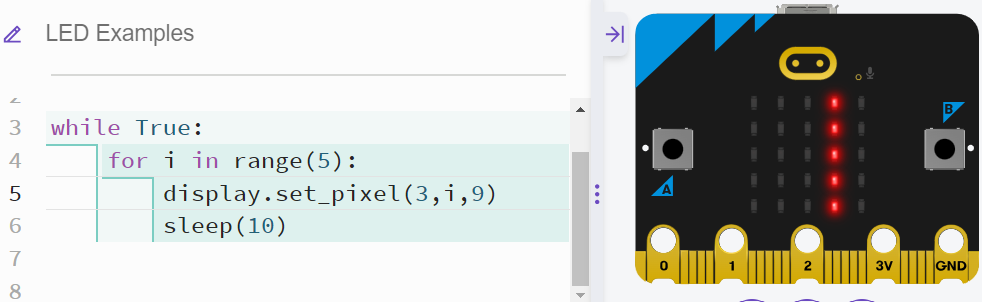 LED Examples
3 while True:
4 for i in range(5):
5 display.set_pixel(3,i,9)
6 sleep(10)
7
8
B
A
0 1 2 3V GND